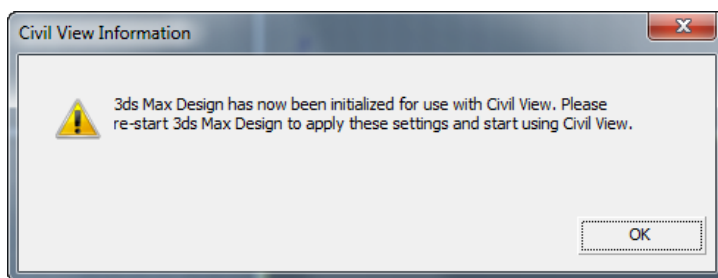 Civil View Information
3ds Max Design has now been initialized for use with Civil View. Please
re-start 3ds Max Design to apply these settings and start using Civil View.
OK